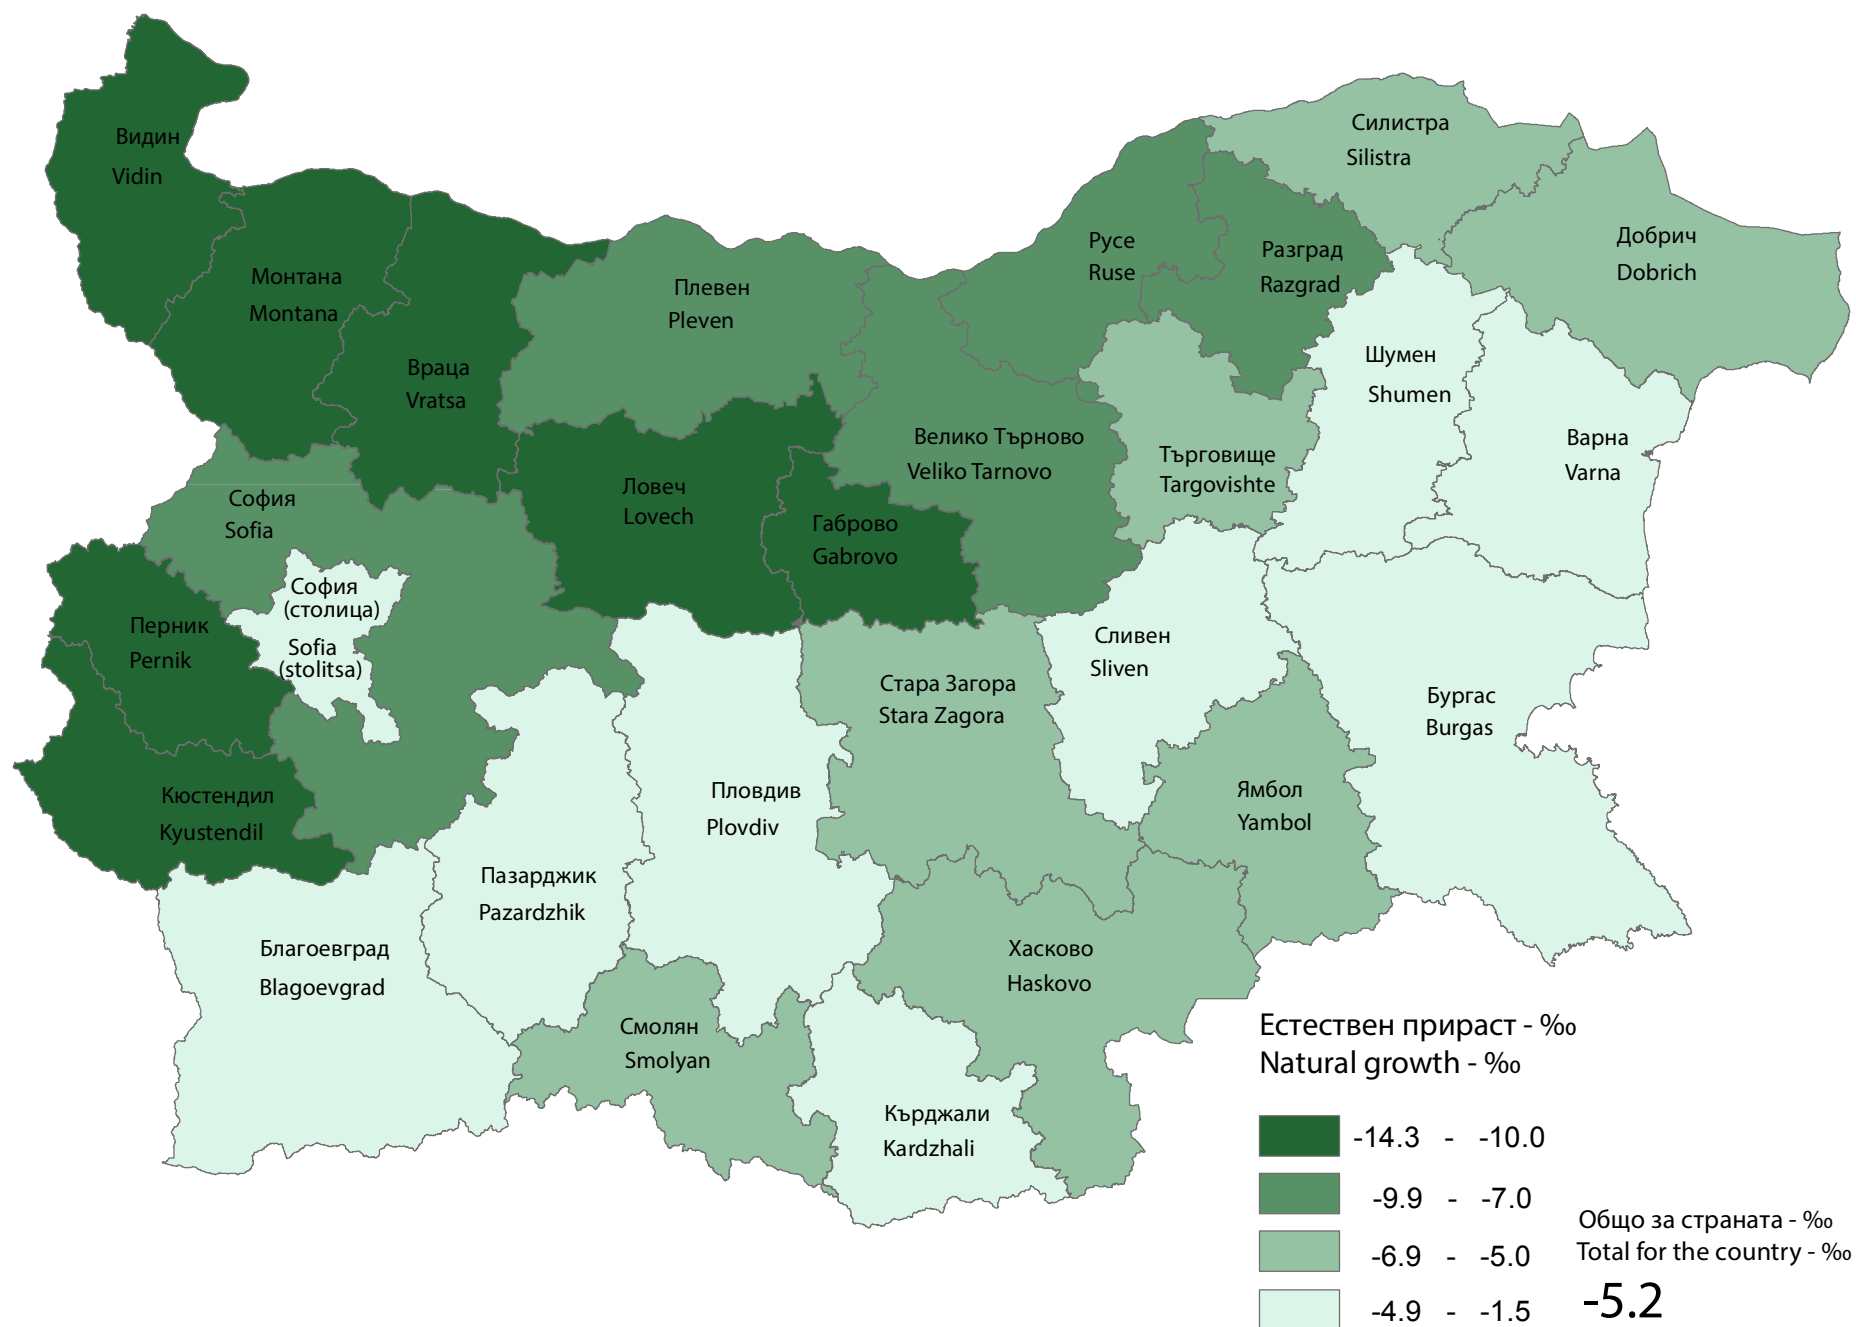 Видин
Vidin
Монтана
Montana
Враца
Vratsa
Плевен
Pleven
Русе
Ruse
Разград
Razgrad
Силистра
Silistra
Добрич
Dobrich
Шумен
Shumen
Варна
Varna
Търговище
Targovishte
Велико Търново
Veliko Tarnovo
Ловеч
Lovech
Габрово
Gabrovo
София
Sofia
София
(столица)
Sofia
(stolitsa)
Перник
Pernik
Кюстендил
Kyustendil
Сливен
Sliven
Стара Загора
Stara Zagora
Бургас
Burgas
Ямбол
Yambol
Пловдив
Plovdiv
Пазарджик
Pazardzhik
Благоевград
Blagoevgrad
Хасково
Haskovo
Смолян
Smolyan
Кърджали
Kardzhali
Естествен прираст - ‰
Natural growth - ‰
-14.3 - -10.0
-9.9 - -7.0
-6.9 - -5.0
-4.9 - -1.5
Общо за страната - ‰
Total for the country - ‰
-5.2